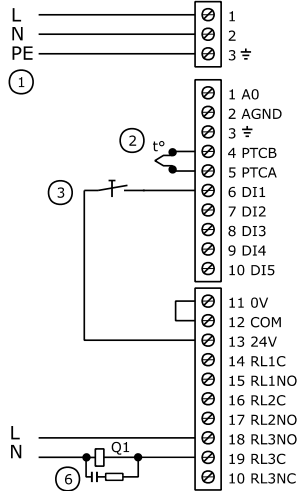 L 1
N 2
PE 3
1
1 A0
2 AGND
3
2 t° 4 PTCB
5 PTCA
3 6 DI1
7 DI2
8 DI3
9 DI4
10 DI5
11 0V
12 COM
13 24V
14 RL1C
15 RL1NO
16 RL2C
17 RL2NO
L 18 RL3NO
N Q1 19 RL3C
6 10 RL3NC